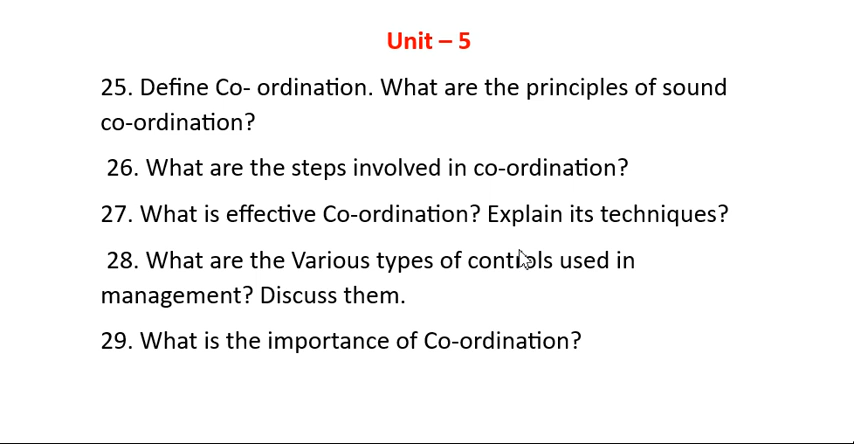 Unit – 5
25. Define Co- ordination. What are the principles of sound
co-ordination?
26. What are the steps involved in co-ordination?
27. What is effective Co-ordination? Explain its techniques?
28. What are the Various types of controls used in
management? Discuss them.
29. What is the importance of Co-ordination?